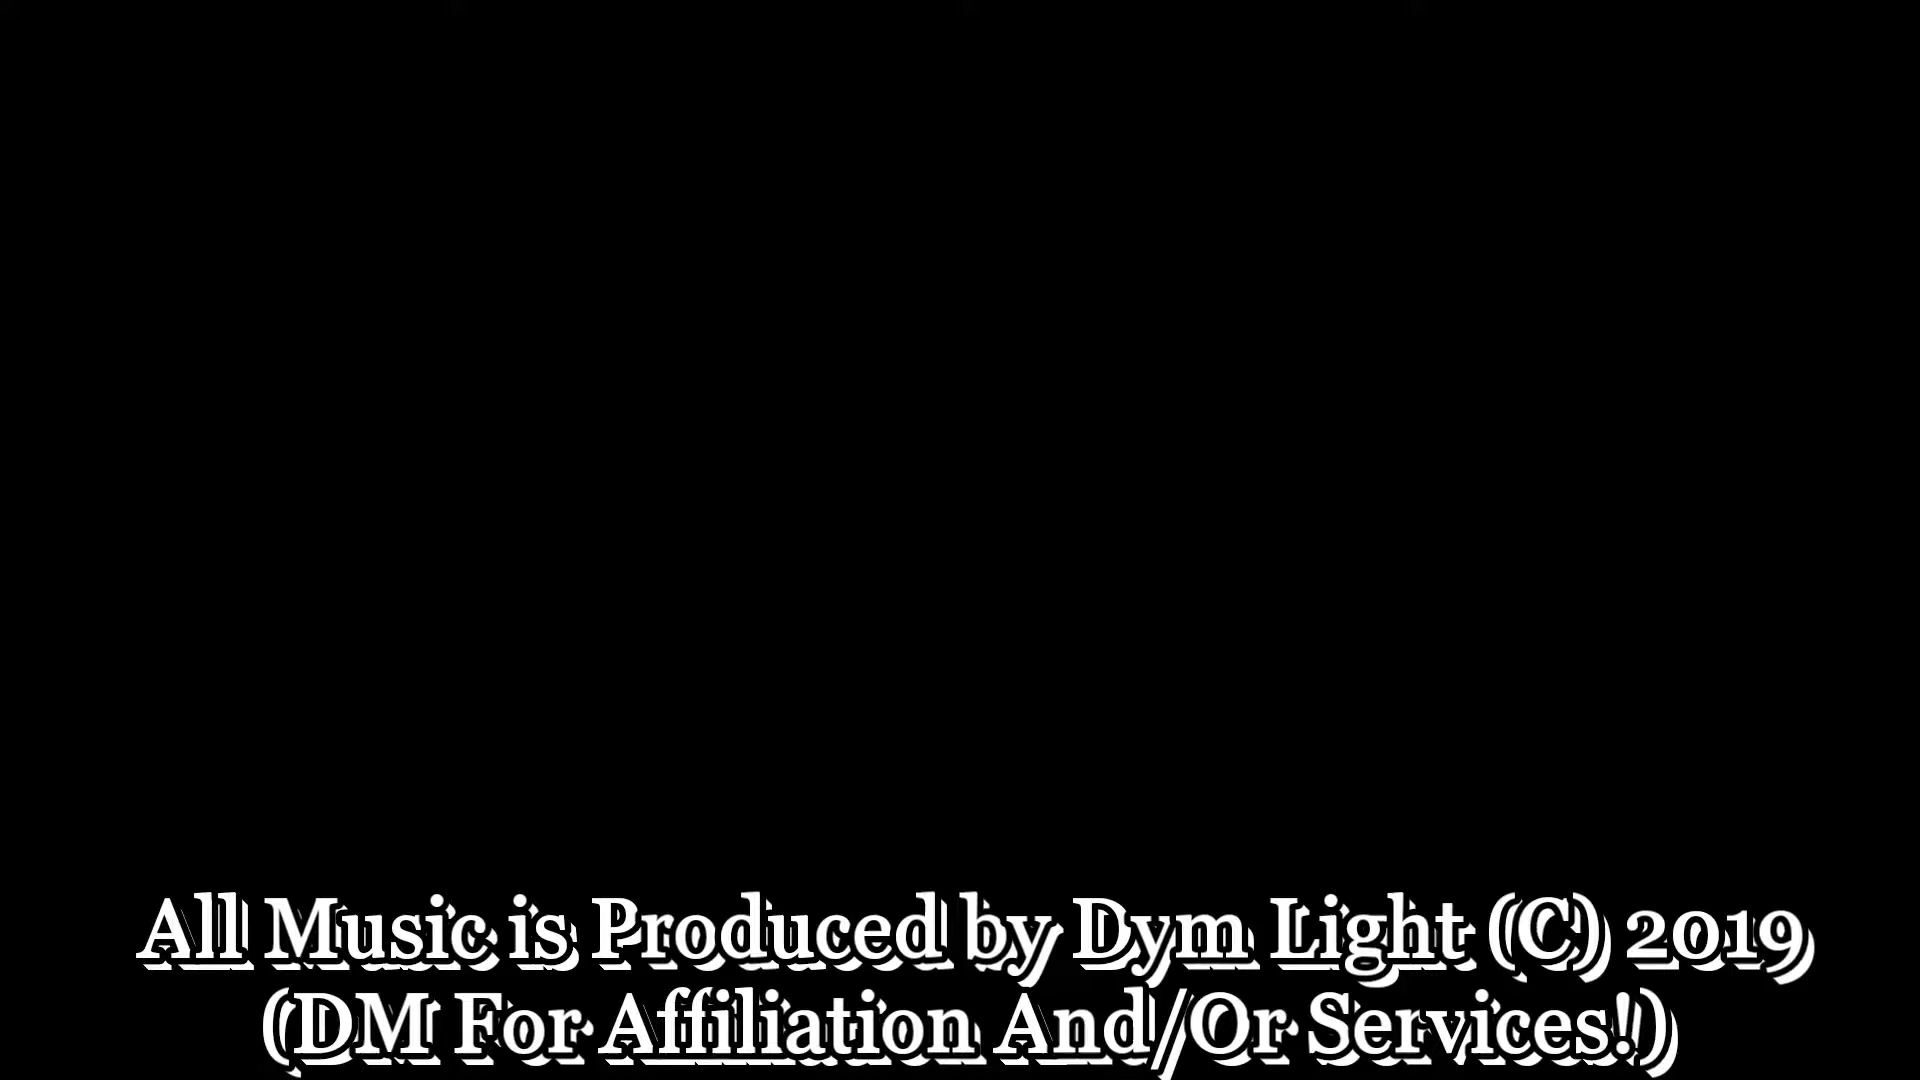 All Music is Produced by Dym Light (C) 2019
(DM For Affiliation And/Or Services!)